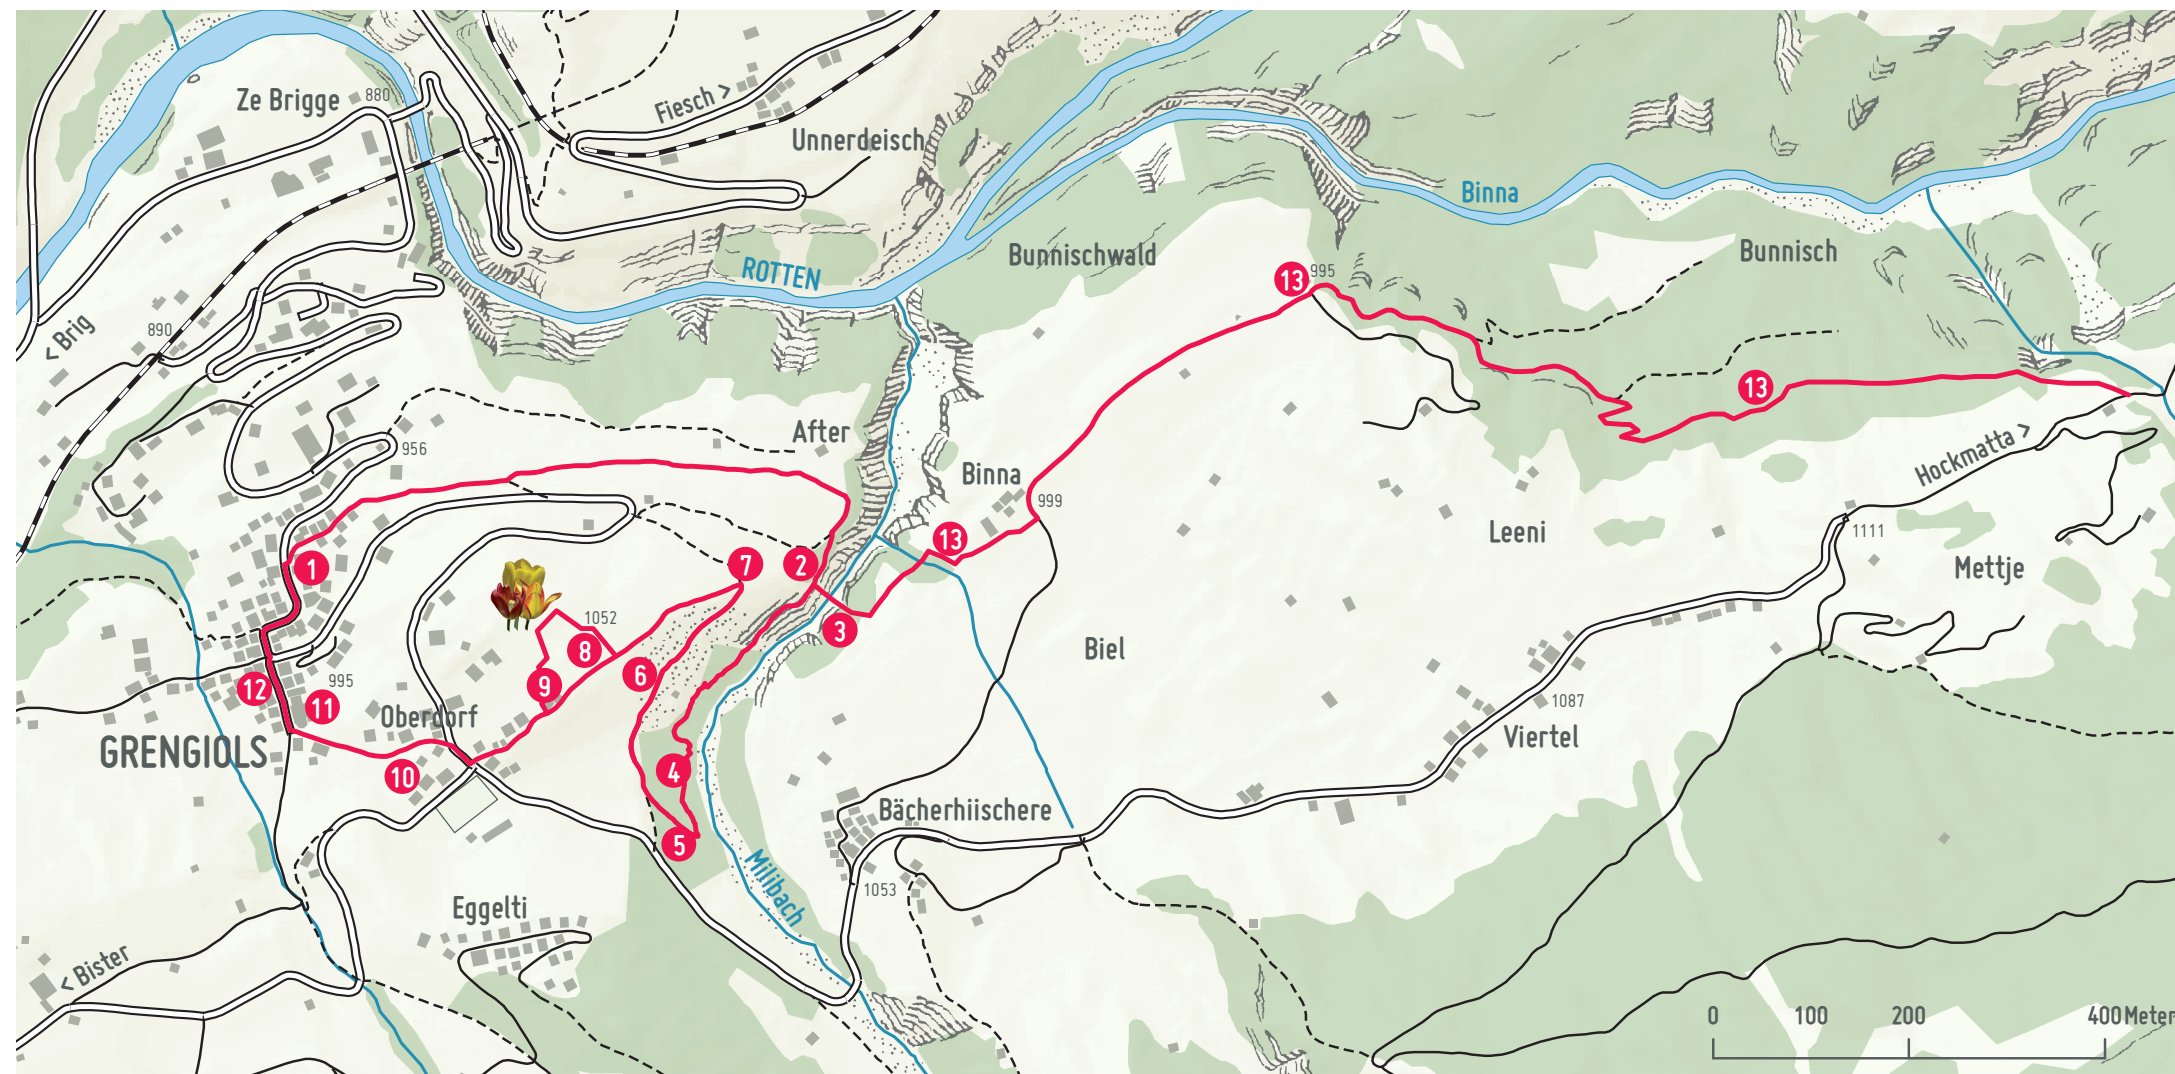 Ze Brigge
880
Fiesch >
Unnerdeisch
Binna
Bunnischwald
Bunnisch
ROTTEN
13
995
< Brig
890
13
After
956
Binna
999
Hockmatta >
13
Leeni
1111
Mettje
1
7
2
1052
3
8
6
Biel
9
12
995
11
Oberdorf
1087
Viertel
GRENGIOLS
10
4
Bächerhiischere
5
Milibach
1053
Eggelti
< Bister
0 100 200 400 Meter